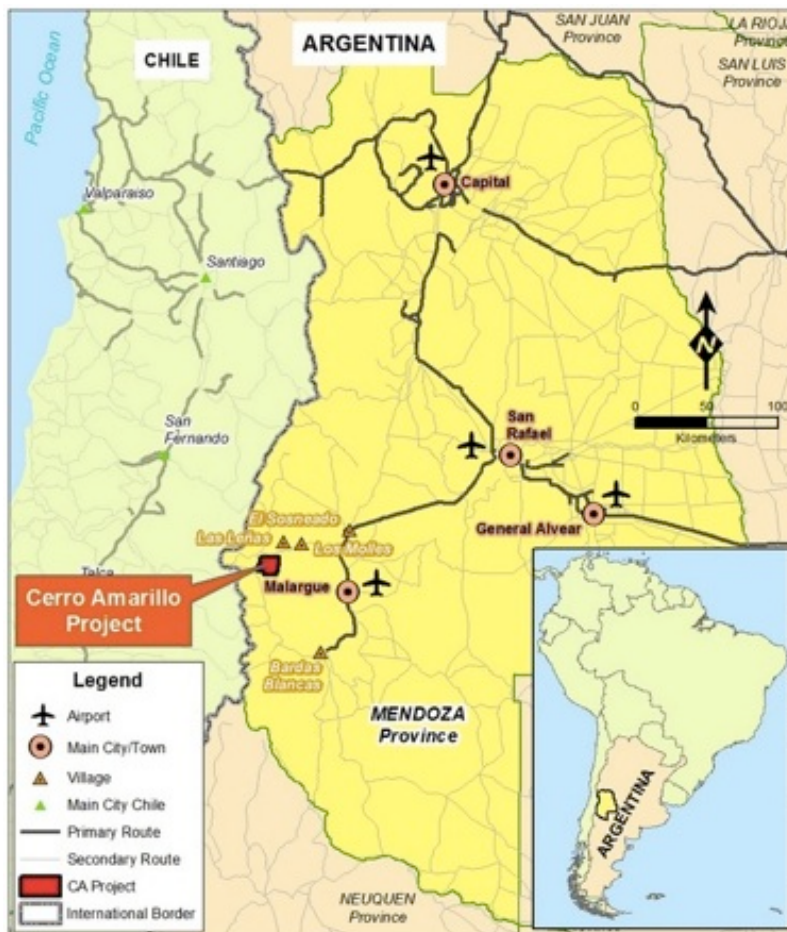 SAN JUAN
Province
LA RIOJA
Province
SAN LUIS
Province
ARGENTINA
CHILE
Pacific Ocean
Capital
Valparaiso
Santiago
N
0 50 100
Kilometers
San
Fernando
San
Rafael
General Alvear
El Sosneado
Las Leñas
Los Molles
Malargue
Talca
Cerro Amarillo
Project
Bardas
Blancas
MENDOZA
Province
NEUQUEN
Province
Legend
Airport
Main City/Town
Village
Main City Chile
Primary Route
Secondary Route
CA Project
International Border
ARGENTINA